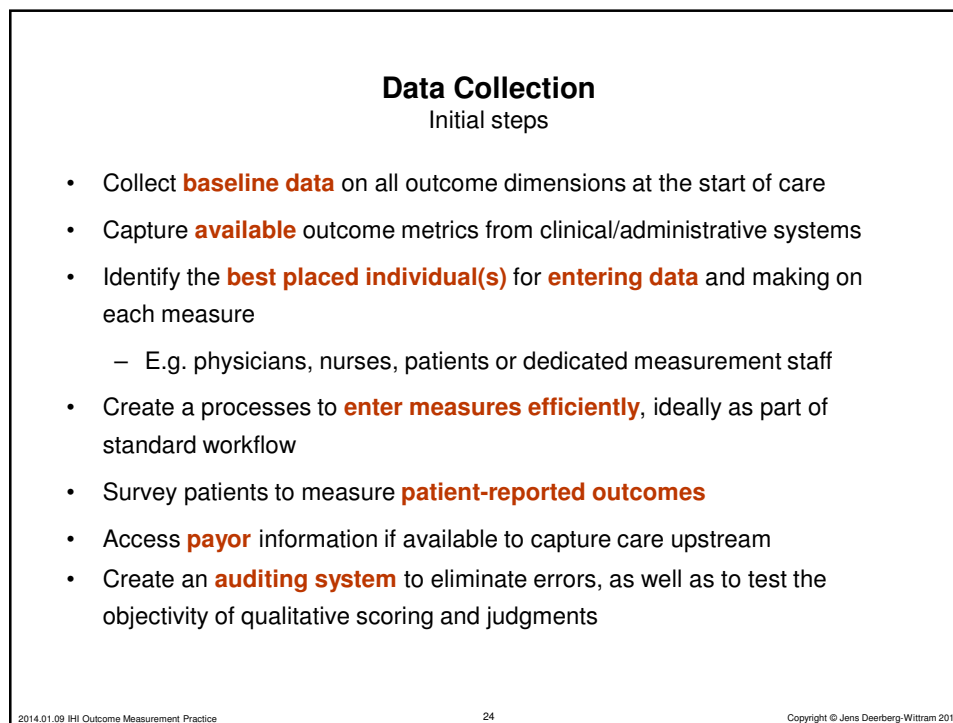 Data Collection
Initial steps
• Collect baseline data on all outcome dimensions at the start of care
• Capture available outcome metrics from clinical/administrative systems
• Identify the best placed individual(s) for entering data and making on
each measure
– E.g. physicians, nurses, patients or dedicated measurement staff
• Create a processes to enter measures efficiently, ideally as part of
standard workflow
• Survey patients to measure patient-reported outcomes
• Access payor information if available to capture care upstream
• Create an auditing system to eliminate errors, as well as to test the
objectivity of qualitative scoring and judgments
2014.01.09 IHI Outcome Measurement Practice
24
Copyright © Jens Deerberg-Wittram 201